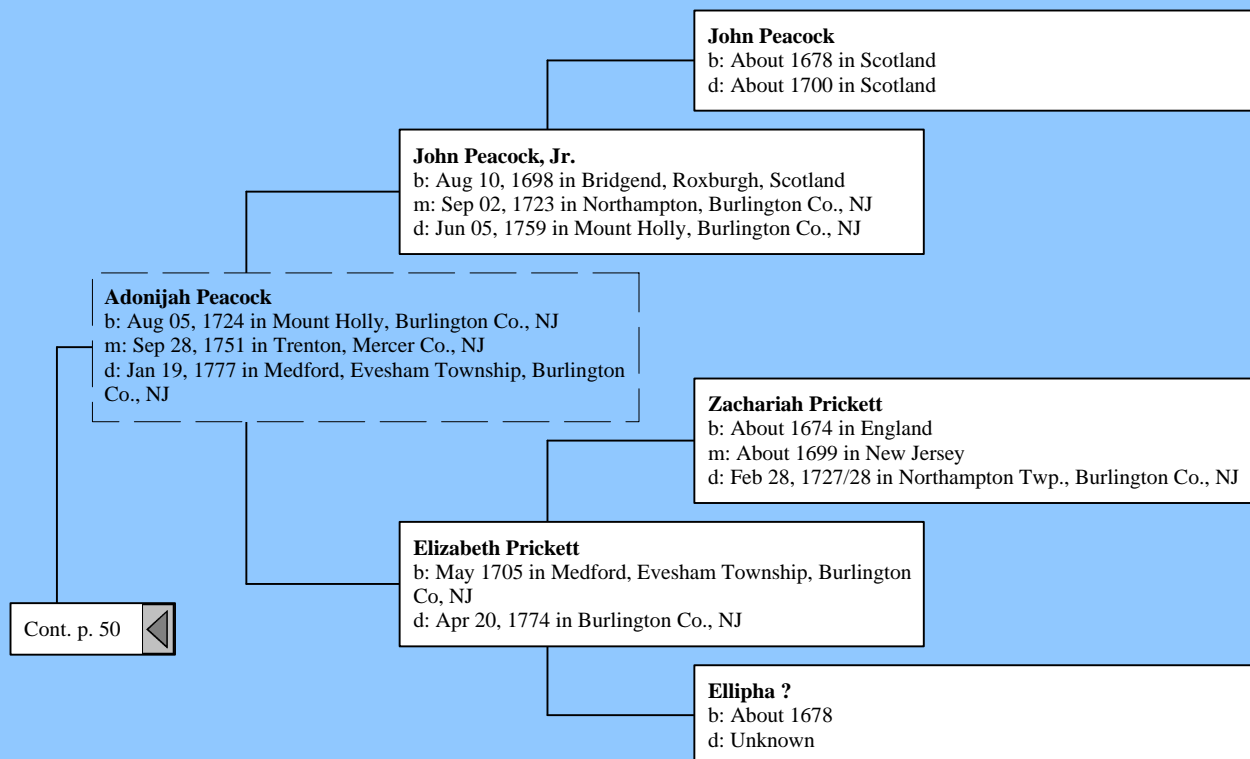 John Peacock
b: About 1678 in Scotland
d: About 1700 in Scotland
John Peacock, Jr.
b: Aug 10, 1698 in Bridgend, Roxburgh, Scotland
m: Sep 02, 1723 in Northampton, Burlington Co., NJ
d: Jun 05, 1759 in Mount Holly, Burlington Co., NJ
Adonijah Peacock
b: Aug 05, 1724 in Mount Holly, Burlington Co., NJ
m: Sep 28, 1751 in Trenton, Mercer Co., NJ
d: Jan 19, 1777 in Medford, Evesham Township, Burlington
Co., NJ
Zachariah Prickett
b: About 1674 in England
m: About 1699 in New Jersey
d: Feb 28, 1727/28 in Northampton Twp., Burlington Co., NJ
Elizabeth Prickett
b: May 1705 in Medford, Evesham Township, Burlington
Co, NJ
d: Apr 20, 1774 in Burlington Co., NJ
Cont. p. 50
Ellipha ?
b: About 1678
d: Unknown